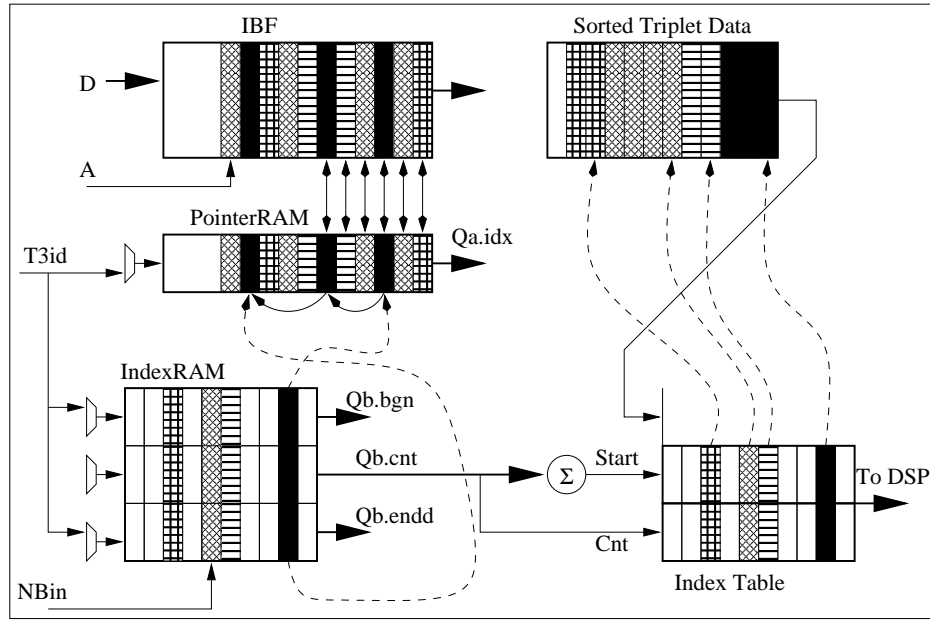 IBF
Sorted Triplet Data
D
A
PointerRAM
T3id
Qa.idx
IndexRAM
Qb.bgn
Qb.cnt
Σ
Start
To DSP
Qb.endd
Cnt
NBin
Index Table